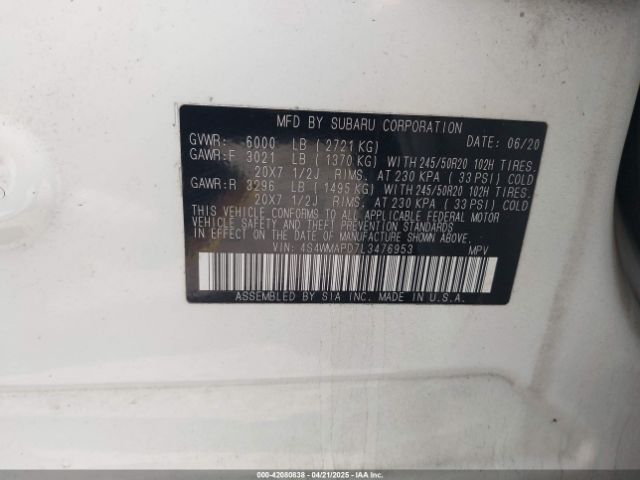 MFD BY SUBARU CORPORATION DATE: 06/20
GVWR: 6000 LB ( 2721 KG)
GAWR: F 3021 LB ( 1370 KG) WITH 245/50R20 102H TIRES.
20X7 1/2J RIMS. AT 230 KPA ( 33 PSI) COLD
GAWR: R 3296 LB ( 1495 KG) WITH 245/50R20 102H TIRES.
20X7 1/2J RIMS. AT 230 KPA ( 33 PSI) COLD
THIS VEHICLE CONFORMS TO ALL APPLICABLE FEDERAL MOTOR
VEHICLE SAFETY AND THEFT PREVENTION STANDARDS
IN EFFECT ON THE DATE OF MANUFACTURE SHOWN ABOVE.
VIN: 4S4WMAPD7L3476953 MPV
ASSEMBLED BY SIA INC. MADE IN U.S.A.
000-42080838 - 04/21/2025 - IAAI.COM